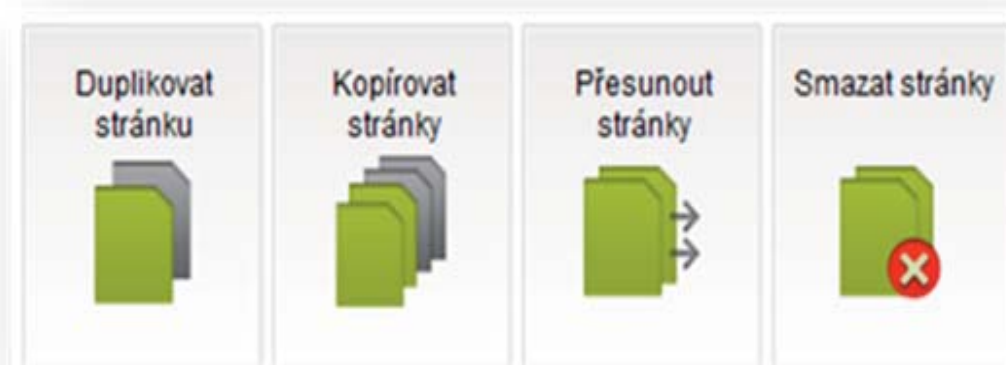 Duplikovat
stránku
Kopírovat
stránky
Přesunout
stránky
Smazat stránky